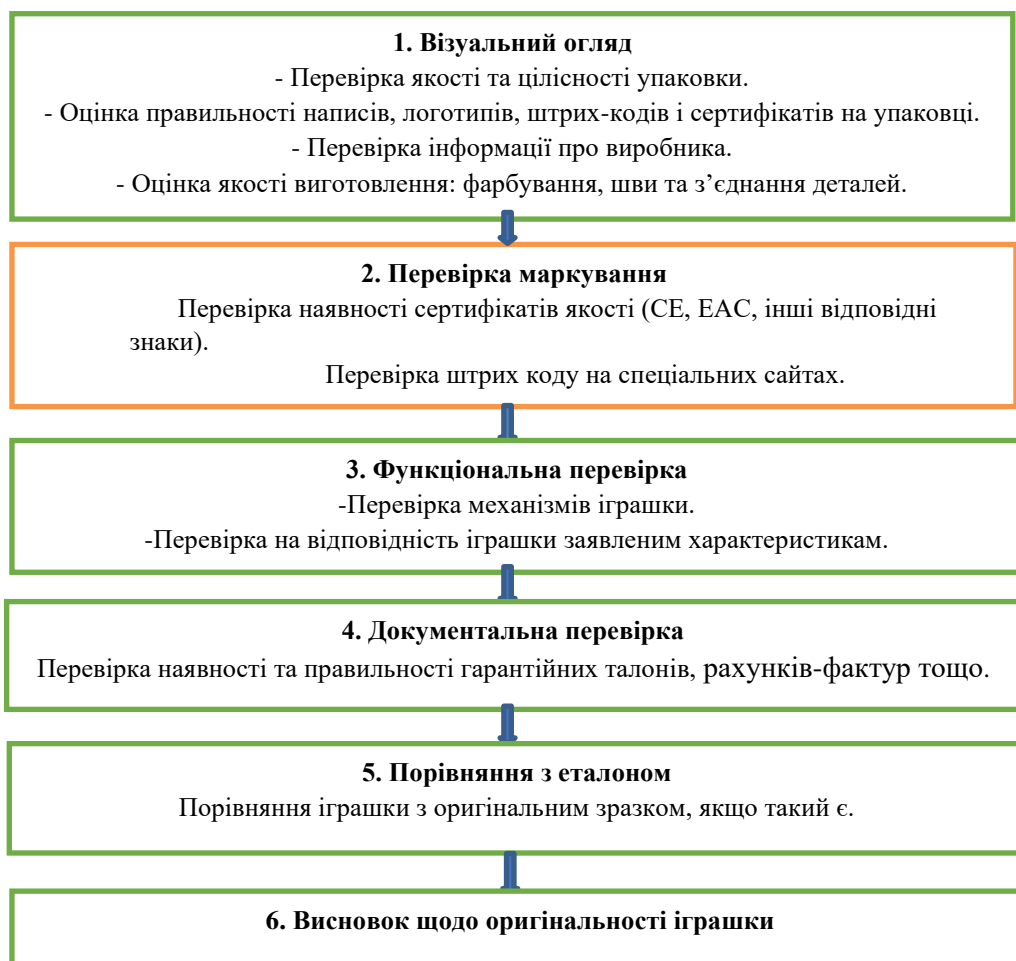 1. Візуальний огляд
- Перевірка якості та цілісності упаковки.
- Оцінка правильності написів, логотипів, штрих-кодів і сертифікатів на упаковці.
- Перевірка інформації про виробника.
- Оцінка якості виготовлення: фарбування, шви та з’єднання деталей.
2. Перевірка маркування
Перевірка наявності сертифікатів якості (CE, EAC, інші відповідні
знаки).
Перевірка штрих коду на спеціальних сайтах.
3. Функціональна перевірка
-Перевірка механізмів іграшки.
-Перевірка на відповідність іграшки заявленим характеристикам.
4. Документальна перевірка
Перевірка наявності та правильності гарантійних талонів, рахунків-фактур тощо.
5. Порівняння з еталоном
Порівняння іграшки з оригінальним зразком, якщо такий є.
6. Висновок щодо оригінальності іграшки